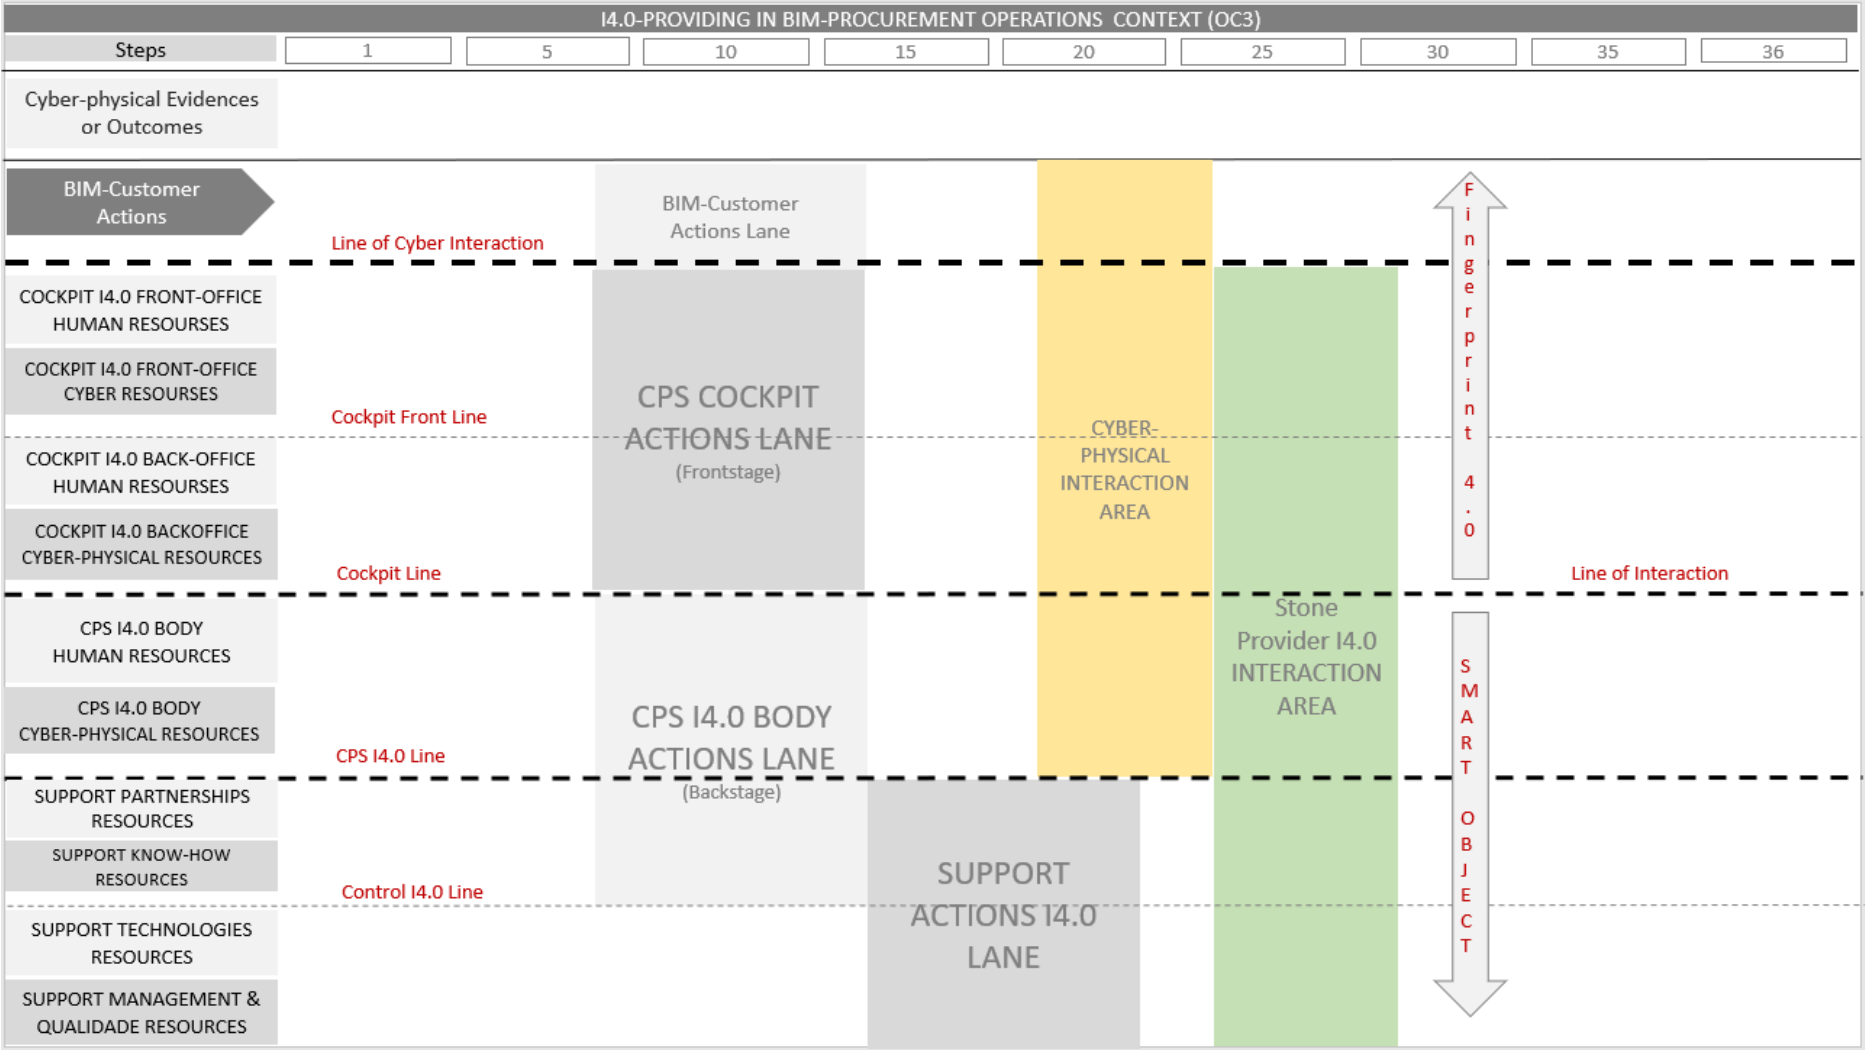 I4.0-PROVIDING IN BIM-PROCUREMENT OPERATIONS CONTEXT (OC3)
Steps 1 5 10 15 20 25 30 35 36
Cyber-physical Evidences
or Outcomes
BIM-Customer
Actions
BIM-Customer
Actions Lane
Line of Cyber Interaction
COCKPIT I4.0 FRONT-OFFICE
HUMAN RESOURSES
COCKPIT I4.0 FRONT-OFFICE
CYBER RESOURSES
Cockpit Front Line
COCKPIT I4.0 BACK-OFFICE
HUMAN RESOURSES
COCKPIT I4.0 BACKOFFICE
CYBER-PHYSICAL RESOURCES
Cockpit Line
CPS COCKPIT
ACTIONS LANE
(Frontstage)
CYBER-
PHYSICAL
INTERACTION
AREA
Fingerprint 4.0
Line of Interaction
CPS I4.0 BODY
HUMAN RESOURCES
CPS I4.0 BODY
CYBER-PHYSICAL RESOURCES
CPS I4.0 Line
CPS I4.0 BODY
ACTIONS LANE
(Backstage)
Stone
Provider I4.0
INTERACTION
AREA
SMART OBJECT
SUPPORT PARTNERSHIPS
RESOURCES
SUPPORT KNOW-HOW
RESOURCES
Control I4.0 Line
SUPPORT TECHNOLOGIES
RESOURCES
SUPPORT MANAGEMENT &
QUALIDADE RESOURCES
SUPPORT
ACTIONS I4.0
LANE